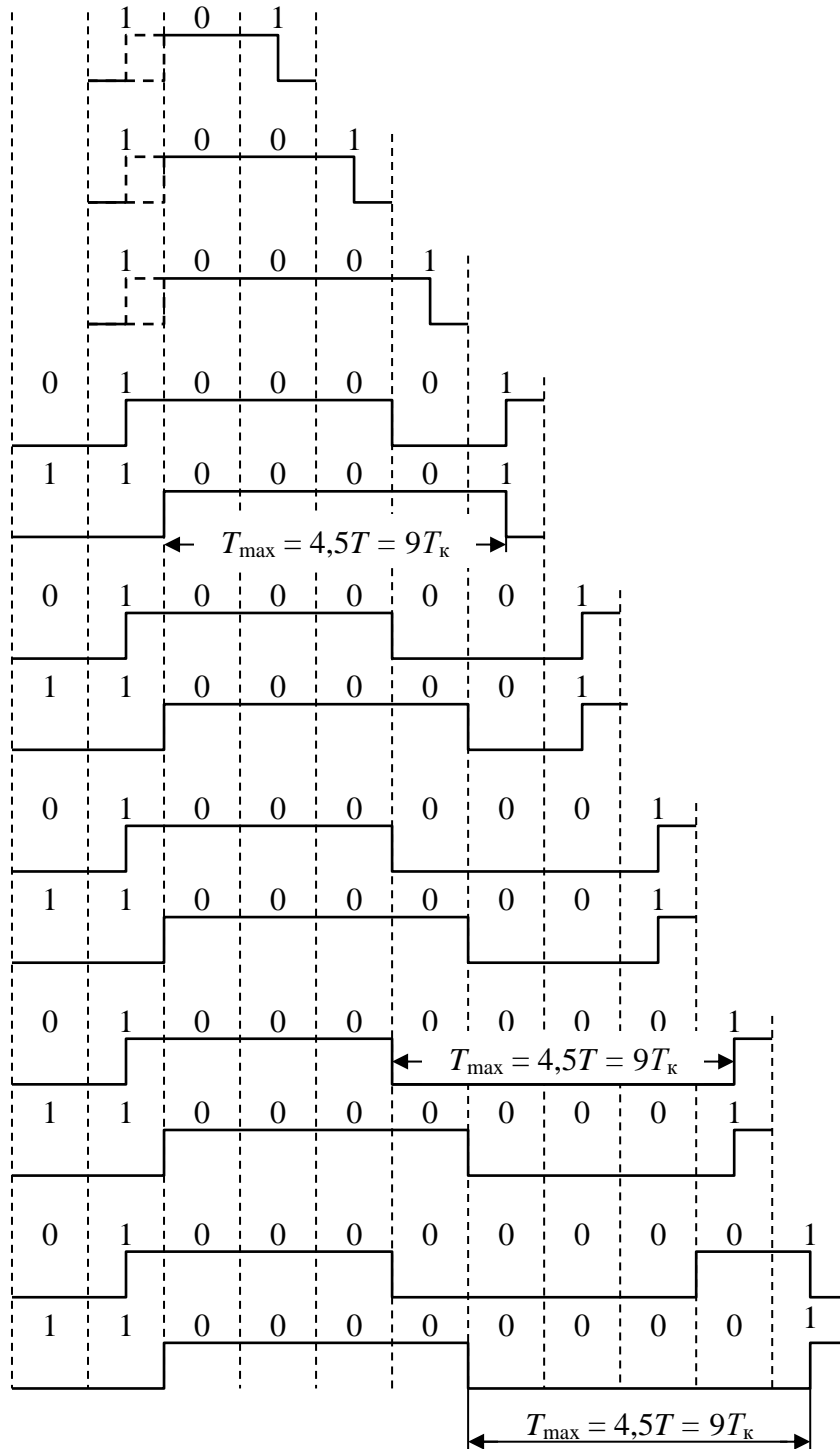 1 0 1
1 0 0 1
1 0 0 0 1
0 1 0 0 0 0 1
1 1 0 0 0 0 1
T_max = 4,5T = 9T_к
0 1 0 0 0 0 0 1
1 1 0 0 0 0 0 1
0 1 0 0 0 0 0 0 1
1 1 0 0 0 0 0 0 1
0 1 0 0 0 0 0 0 0 1
T_max = 4,5T = 9T_к
1 1 0 0 0 0 0 0 0 1
0 1 0 0 0 0 0 0 0 0 1
1 1 0 0 0 0 0 0 0 0 1
T_max = 4,5T = 9T_к